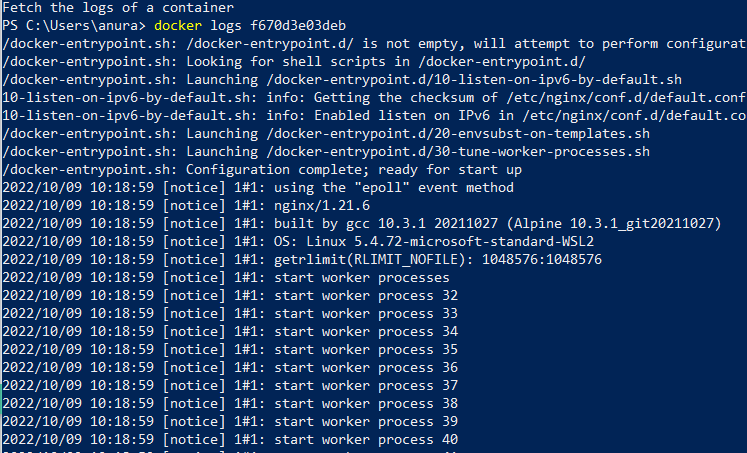 Fetch the logs of a container
PS C:\Users\anura> docker logs f670d3e03deb
/docker-entrypoint.sh: /docker-entrypoint.d/ is not empty, will attempt to perform configurat
/docker-entrypoint.sh: Looking for shell scripts in /docker-entrypoint.d/
/docker-entrypoint.sh: Launching /docker-entrypoint.d/10-listen-on-ipv6-by-default.sh
10-listen-on-ipv6-by-default.sh: info: Getting the checksum of /etc/nginx/conf.d/default.conf
10-listen-on-ipv6-by-default.sh: info: Enabled listen on IPv6 in /etc/nginx/conf.d/default.co
/docker-entrypoint.sh: Launching /docker-entrypoint.d/20-envsubst-on-templates.sh
/docker-entrypoint.sh: Launching /docker-entrypoint.d/30-tune-worker-processes.sh
/docker-entrypoint.sh: Configuration complete; ready for start up
2022/10/09 10:18:59 [notice] 1#1: using the "epoll" event method
2022/10/09 10:18:59 [notice] 1#1: nginx/1.21.6
2022/10/09 10:18:59 [notice] 1#1: built by gcc 10.3.1 20211027 (Alpine 10.3.1_git20211027)
2022/10/09 10:18:59 [notice] 1#1: OS: Linux 5.4.72-microsoft-standard-WSL2
2022/10/09 10:18:59 [notice] 1#1: getrlimit(RLIMIT_NOFILE): 1048576:1048576
2022/10/09 10:18:59 [notice] 1#1: start worker processes
2022/10/09 10:18:59 [notice] 1#1: start worker process 32
2022/10/09 10:18:59 [notice] 1#1: start worker process 33
2022/10/09 10:18:59 [notice] 1#1: start worker process 34
2022/10/09 10:18:59 [notice] 1#1: start worker process 35
2022/10/09 10:18:59 [notice] 1#1: start worker process 36
2022/10/09 10:18:59 [notice] 1#1: start worker process 37
2022/10/09 10:18:59 [notice] 1#1: start worker process 38
2022/10/09 10:18:59 [notice] 1#1: start worker process 39
2022/10/09 10:18:59 [notice] 1#1: start worker process 40